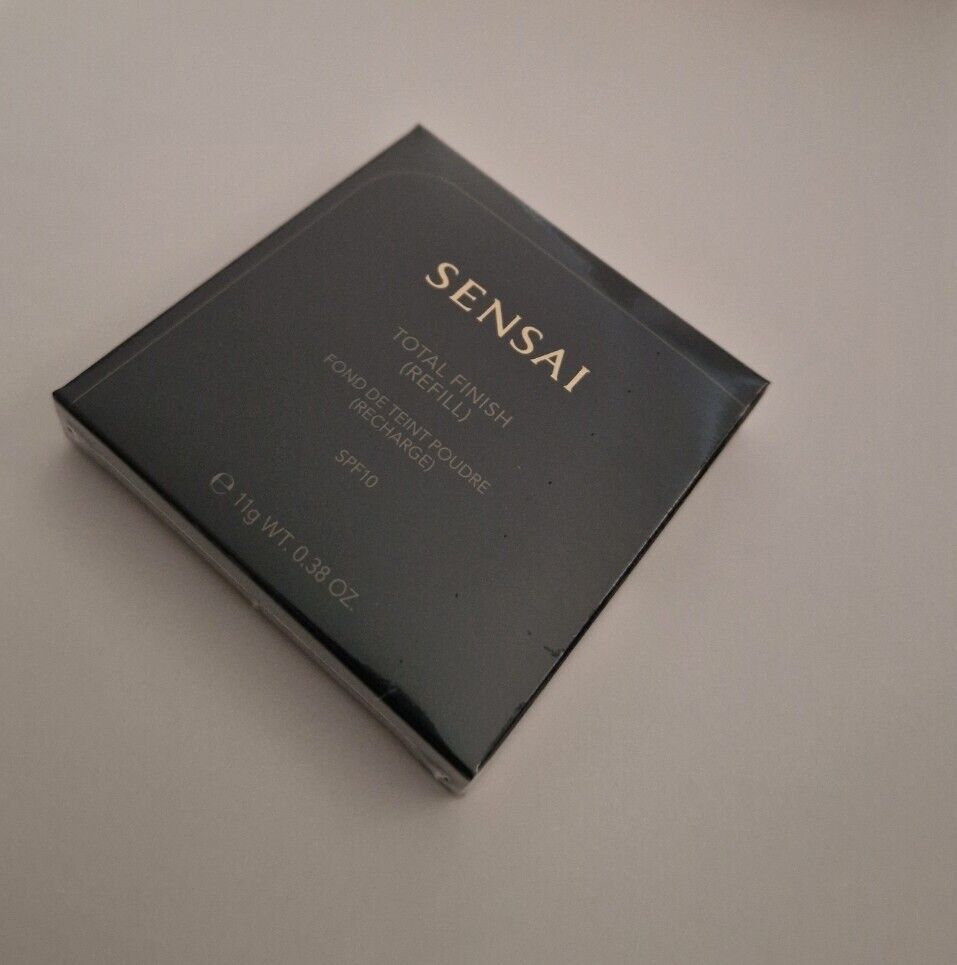 SENSAI
TOTAL FINISH
(REFILL)
FOND DE TEINT POUDRE
(RECHARGE)
SPF10
℮ 11g WT. 0.38 OZ.